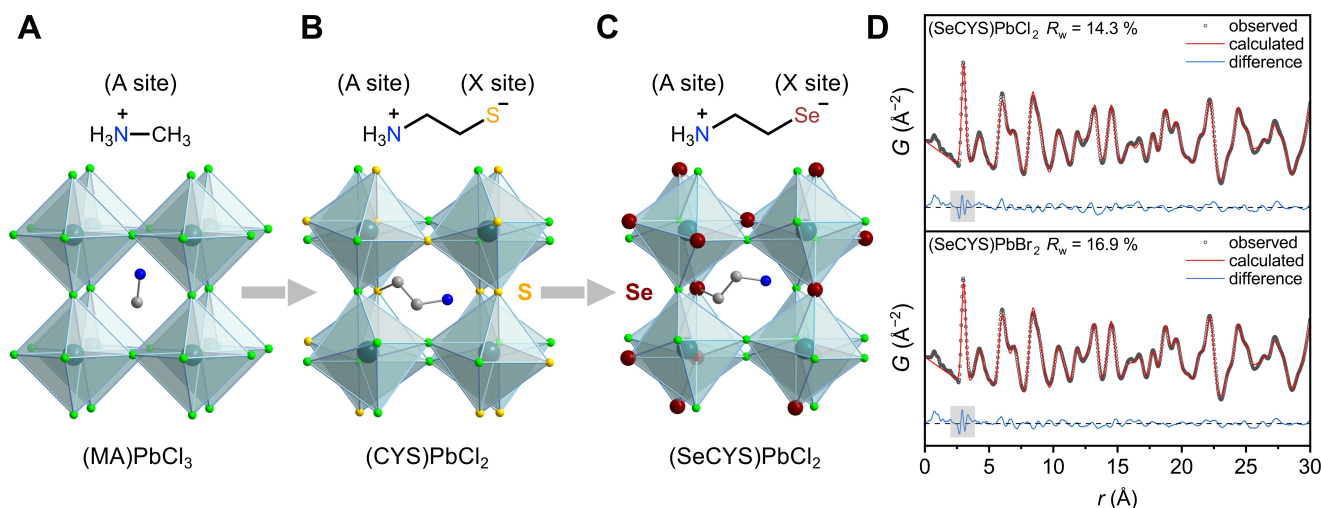 A
B
C
D
(A site)
+
H₃N—CH₃
(A site)
(X site)
+
H₃N
S
−
(A site)
(X site)
+
H₃N
Se
−
S
Se
(MA)PbCl₃
(CYS)PbCl₂
(SeCYS)PbCl₂
(SeCYS)PbCl₂ R_w = 14.3 %
observed
calculated
difference
G (Å⁻²)
(SeCYS)PbBr₂ R_w = 16.9 %
observed
calculated
difference
G (Å⁻²)
0 5 10 15 20 25 30
r (Å)